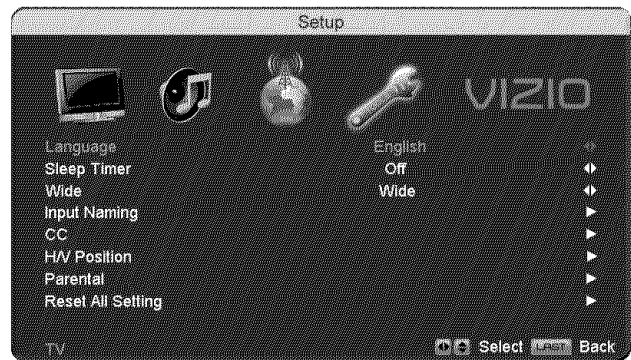 Setup
VIZIO
Language English
Sleep Timer Off
Wide Wide
Input Naming
CC
H/V Position
Parental
Reset All Setting
TV Select LAST Back